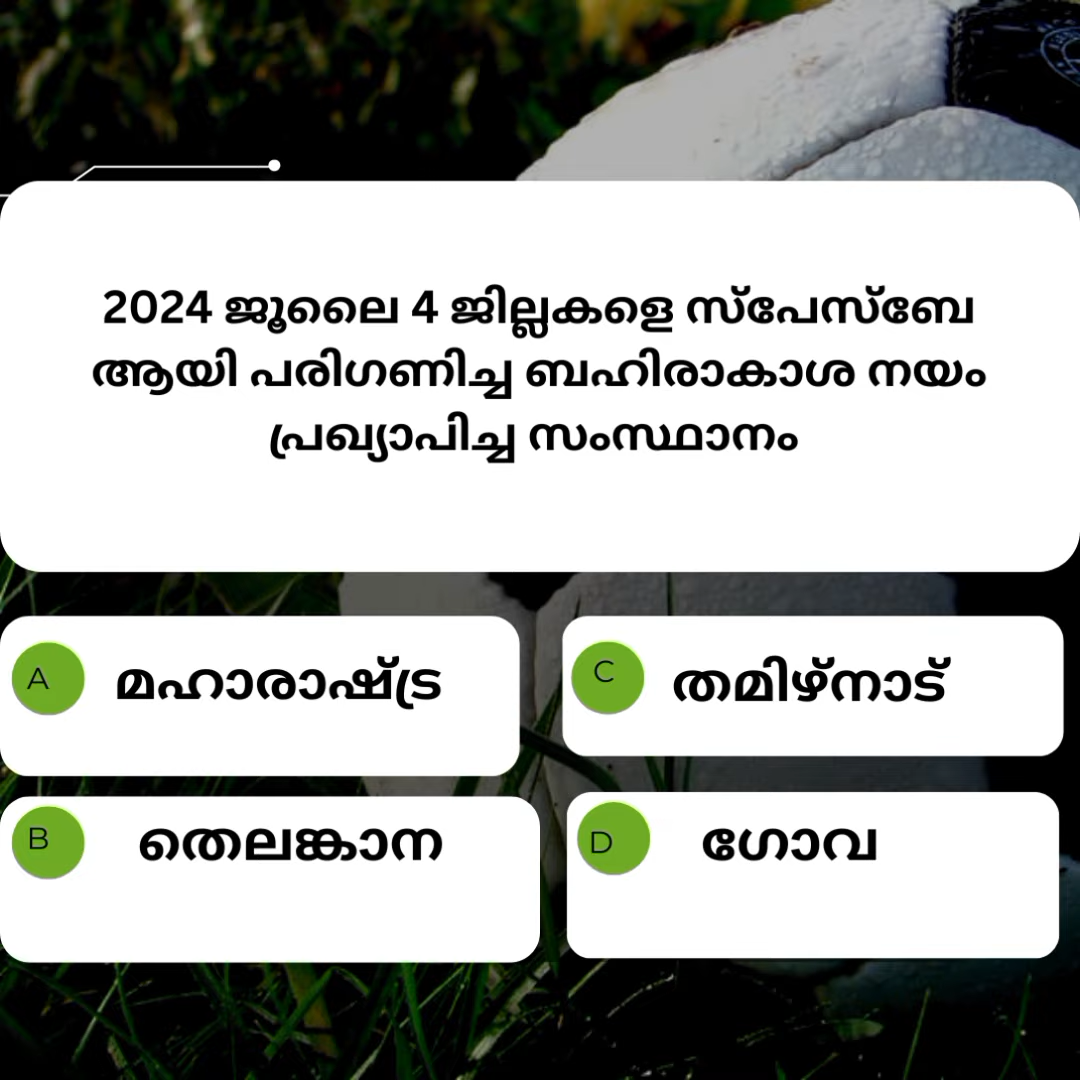 2024 ജൂലൈ 4 ജില്ലകളെ സ്പേസ്ബേ
ആയി പരിഗണിച്ച ബഹിരാകാശ നയം
പ്രഖ്യാപിച്ച സംസ്ഥാനം
A മഹാരാഷ്ട്ര
B തെലങ്കാന
C തമിഴ്നാട്
D ഗോവ